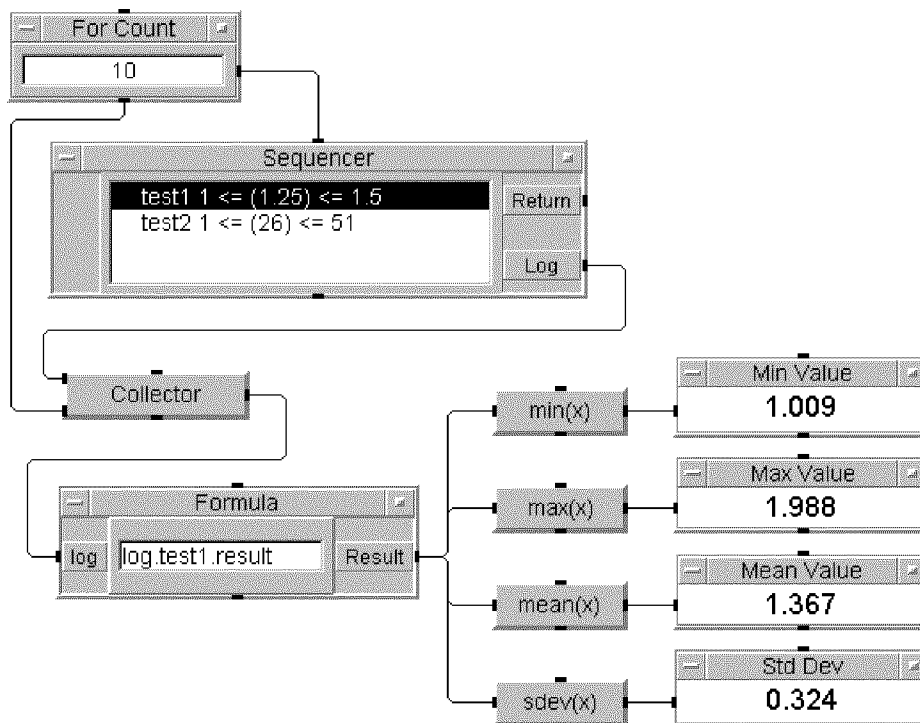 For Count
10
Sequencer
test1 1 <= (1.25) <= 1.5
test2 1 <= (26) <= 51
Return
Log
Collector
Formula
log
log.test1.result
Result
min(x)
Min Value
1.009
max(x)
Max Value
1.988
mean(x)
Mean Value
1.367
sdev(x)
Std Dev
0.324